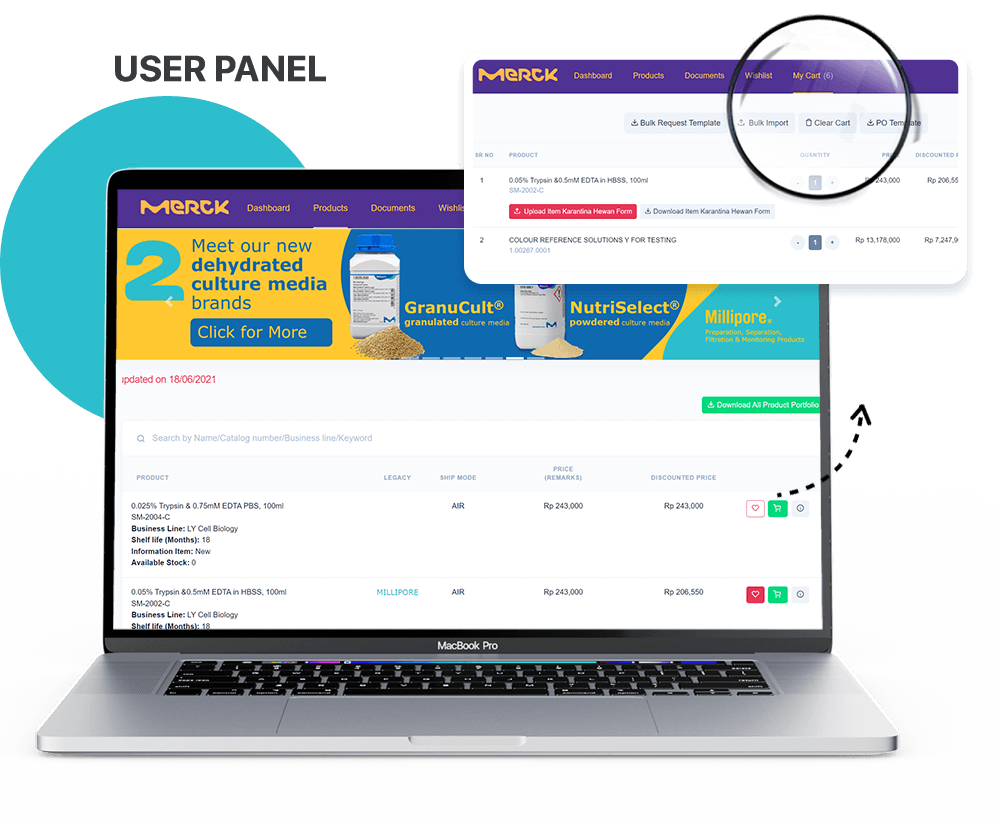 USER PANEL
MERCK
Dashboard
Products
Documents
Wishlist
My Cart (6)
Bulk Request Template
Bulk Import
Clear Cart
PO Template
SR NO
PRODUCT
QUANTITY
DISCOUNTED
1
0.05% Trypsin &0.5mM EDTA in HBSS, 100ml
SM-2002-C
- 1 +
243,000
Rp 206,55
Upload Item Karantina Hewan Form
Download Item Karantina Hewan Form
2
COLOUR REFERENCE SOLUTIONS Y FOR TESTING
1.00267.0001
- 1 +
Rp 13,178,000
Rp 7,247,9
MERCK
Dashboard
Products
Documents
Wishlis
2
Meet our new
dehydrated
culture media
brands
Click for More
GranuCult®
granulated culture media
NutriSelect®
powdered culture media
Millipore®
Preparation, Separation,
Filtration & Monitoring Products
updated on 18/06/2021
Download All Product Portfolio
Search by Name/Catalog number/Business line/Keyword
PRODUCT
LEGACY
SHIP MODE
PRICE
(REMARKS)
DISCOUNTED PRICE
0.025% Trypsin & 0.75mM EDTA PBS, 100ml
AIR
Rp 243,000
Rp 243,000
SM-2004-C
Business Line: LY Cell Biology
Shelf life (Months): 18
Information Item: New
Available Stock: 0
0.05% Trypsin &0.5mM EDTA in HBSS, 100ml
MILLIPORE
AIR
Rp 243,000
Rp 206,550
SM-2002-C
Business Line: LY Cell Biology
Shelf life (Months): 18
MacBook Pro